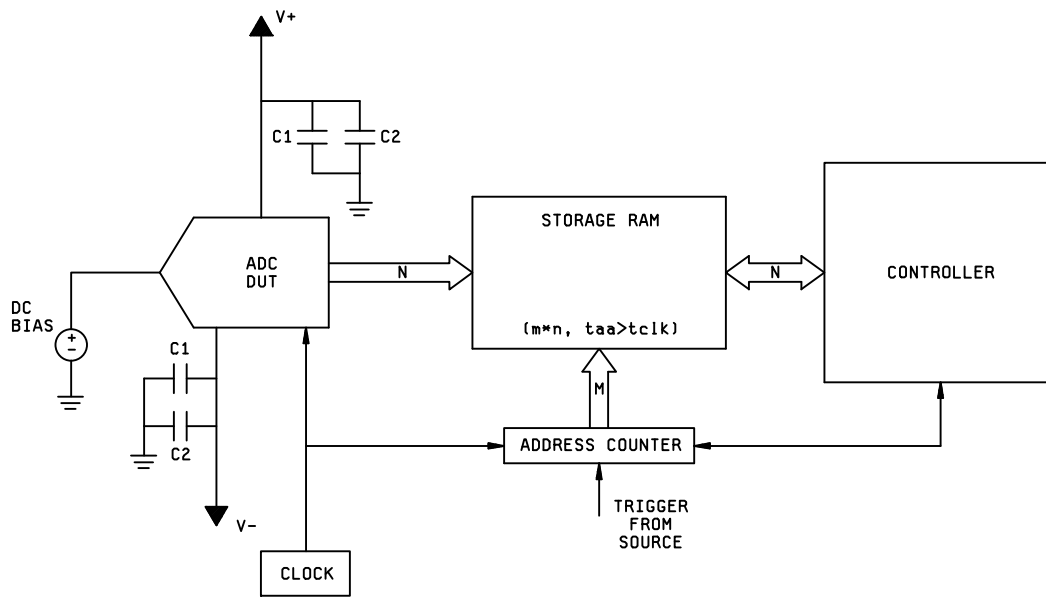 V+
C1
C2
STORAGE RAM
ADC
DUT
N
N
CONTROLLER
DC
BIAS
+
-
(m*n, taa>tclk)
C1
M
C2
ADDRESS COUNTER
TRIGGER
FROM
SOURCE
V-
CLOCK